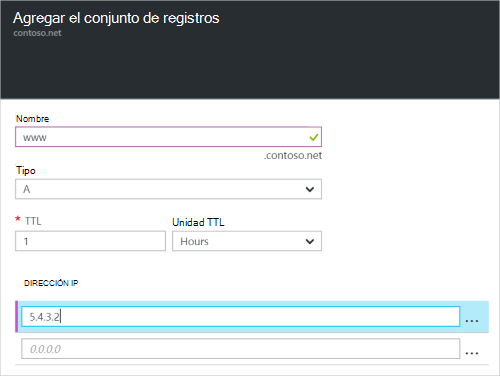 Agregar el conjunto de registros
contoso.net
Nombre
www
.contoso.net
Tipo
A
* TTL
Unidad TTL
1
Hours
DIRECCIÓN IP
5.4.3.2
...
0.0.0.0
...